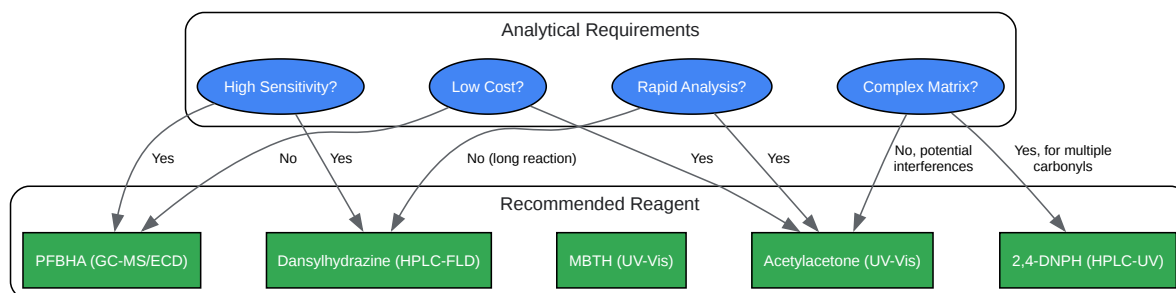 Analytical Requirements
High Sensitivity?
Low Cost?
Rapid Analysis?
Complex Matrix?
Yes
No
Yes
No (long reaction)
Yes
Yes
No, potential
interferences
Yes, for multiple
carbonyls
Recommended Reagent
PFBHA (GC-MS/ECD)
Dansylhydrazine (HPLC-FLD)
MBTH (UV-Vis)
Acetylacetone (UV-Vis)
2,4-DNPH (HPLC-UV)